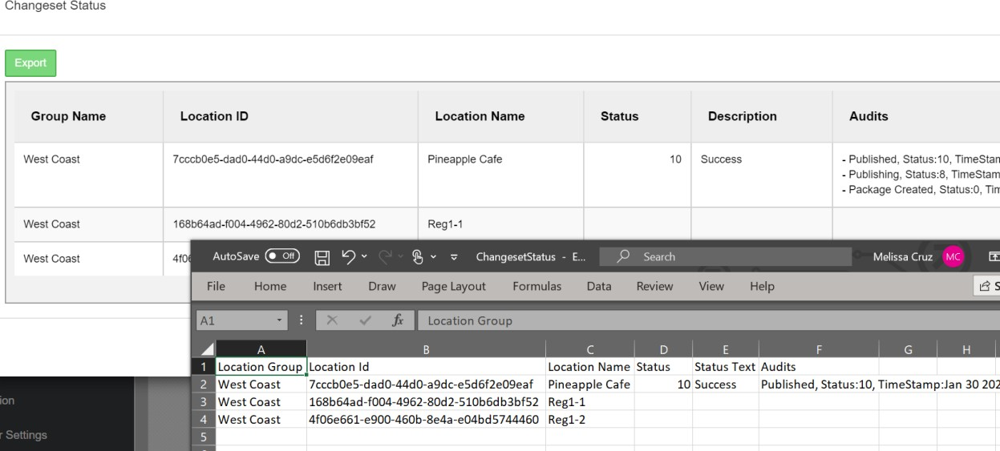 Changeset Status
Export
Group Name Location ID Location Name Status Description Audits
West Coast 7cccb0e5-dad0-44d0-a9dc-e5d6f2e09eaf Pineapple Cafe 10 Success - Published, Status:10, TimeStam
- Publishing, Status:8, TimeStam
- Package Created, Status:0, Tim
West Coast 168b64ad-f004-4962-80d2-510b6db3bf52 Reg1-1
West Coast 4f06
AutoSave Off ChangesetStatus - E... Search Melissa Cruz MC
File Home Insert Draw Page Layout Formulas Data Review View Help S
A1 fx Location Group
A B C D E F G H
1 Location Group Location Id Location Name Status Status Text Audits
2 West Coast 7cccb0e5-dad0-44d0-a9dc-e5d6f2e09eaf Pineapple Cafe 10 Success Published, Status:10, TimeStamp:Jan 30 202
3 West Coast 168b64ad-f004-4962-80d2-510b6db3bf52 Reg1-1
4 West Coast 4f06e661-e900-460b-8e4a-e04bd5744460 Reg1-2
5
ion
r Settings